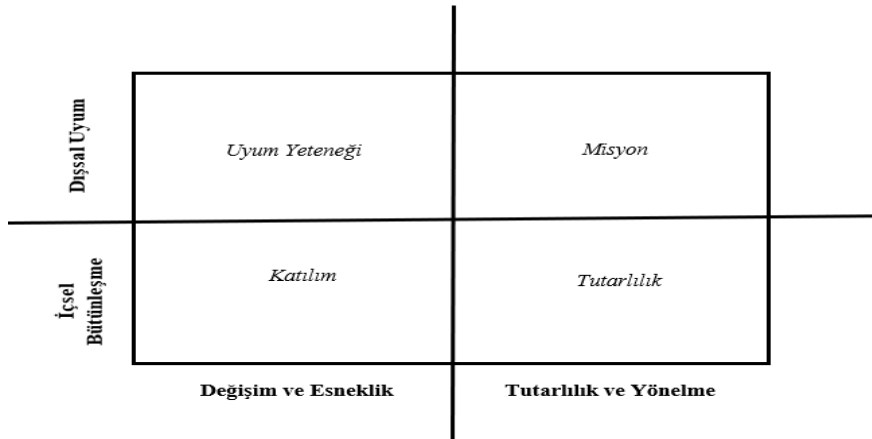 Dışsal Uyum
Uyum Yeteneği
Misyon
İçsel
Bütünleşme
Katılım
Tutarlılık
Değişim ve Esneklik
Tutarlılık ve Yönelme